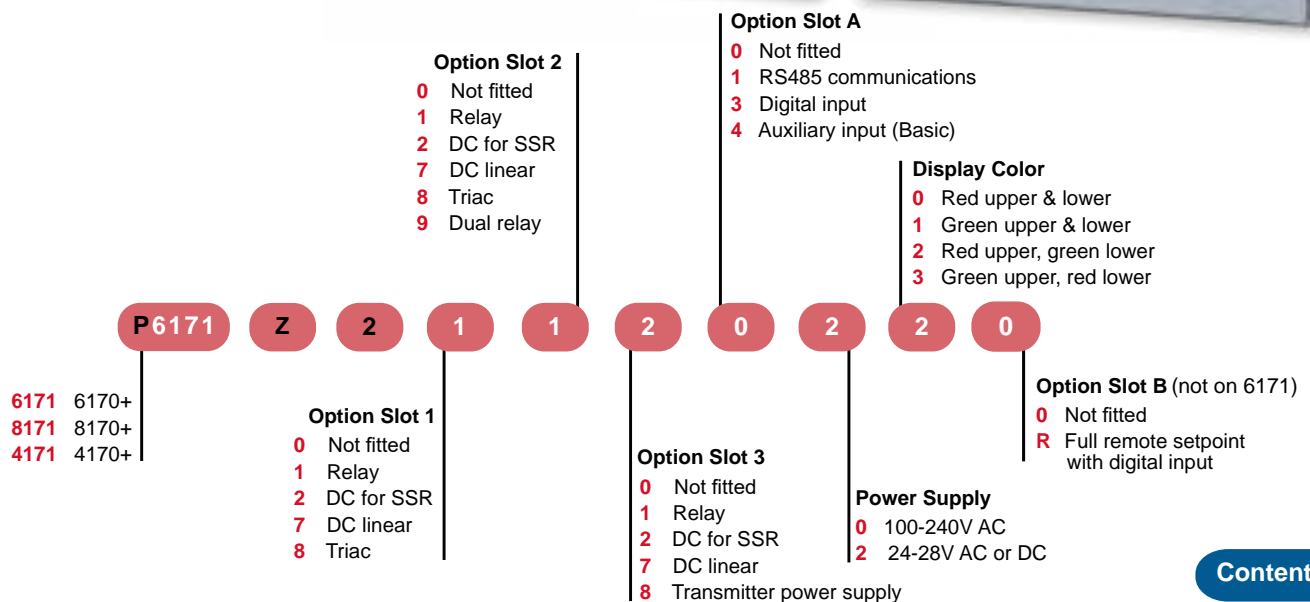 Option Slot A
0 Not fitted
1 RS485 communications
3 Digital input
4 Auxiliary input (Basic)
Option Slot 2
0 Not fitted
1 Relay
2 DC for SSR
7 DC linear
8 Triac
9 Dual relay
Display Color
0 Red upper & lower
1 Green upper & lower
2 Red upper, green lower
3 Green upper, red lower
P6171 Z 2 1 1 2 0 2 2 0
6171 6170+
8171 8170+
4171 4170+
Option Slot 1
0 Not fitted
1 Relay
2 DC for SSR
7 DC linear
8 Triac
Option Slot 3
0 Not fitted
1 Relay
2 DC for SSR
7 DC linear
8 Transmitter power supply
Power Supply
0 100-240V AC
2 24-28V AC or DC
Option Slot B (not on 6171)
0 Not fitted
R Full remote setpoint
with digital input
Content